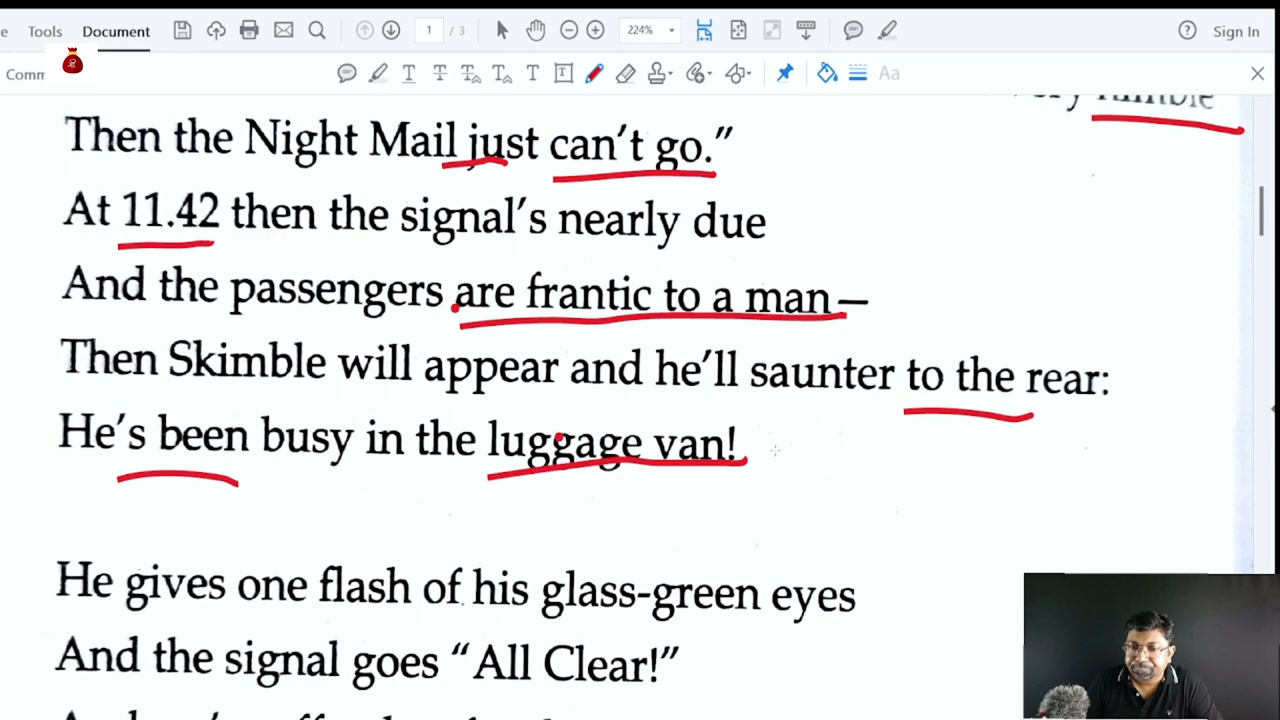 Tools Document 1 / 3 224% Sign In
Then the Night Mail just can't go."
At 11.42 then the signal's nearly due
And the passengers are frantic to a man—
Then Skimble will appear and he'll saunter to the rear:
He's been busy in the luggage van!
He gives one flash of his glass-green eyes
And the signal goes "All Clear!"